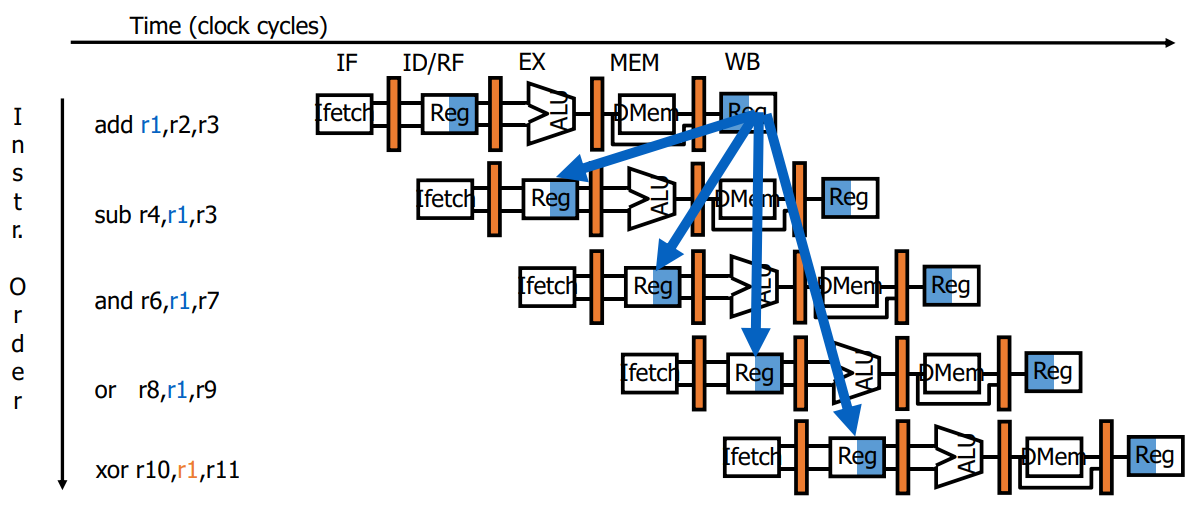 Time (clock cycles)
IF ID/RF EX MEM WB
Instr. Order
add r1,r2,r3
Ifetch Reg ALU DMem Reg
sub r4,r1,r3
Ifetch Reg ALU DMem Reg
and r6,r1,r7
Ifetch Reg ALU DMem Reg
or r8,r1,r9
Ifetch Reg ALU DMem Reg
xor r10,r1,r11
Ifetch Reg ALU DMem Reg